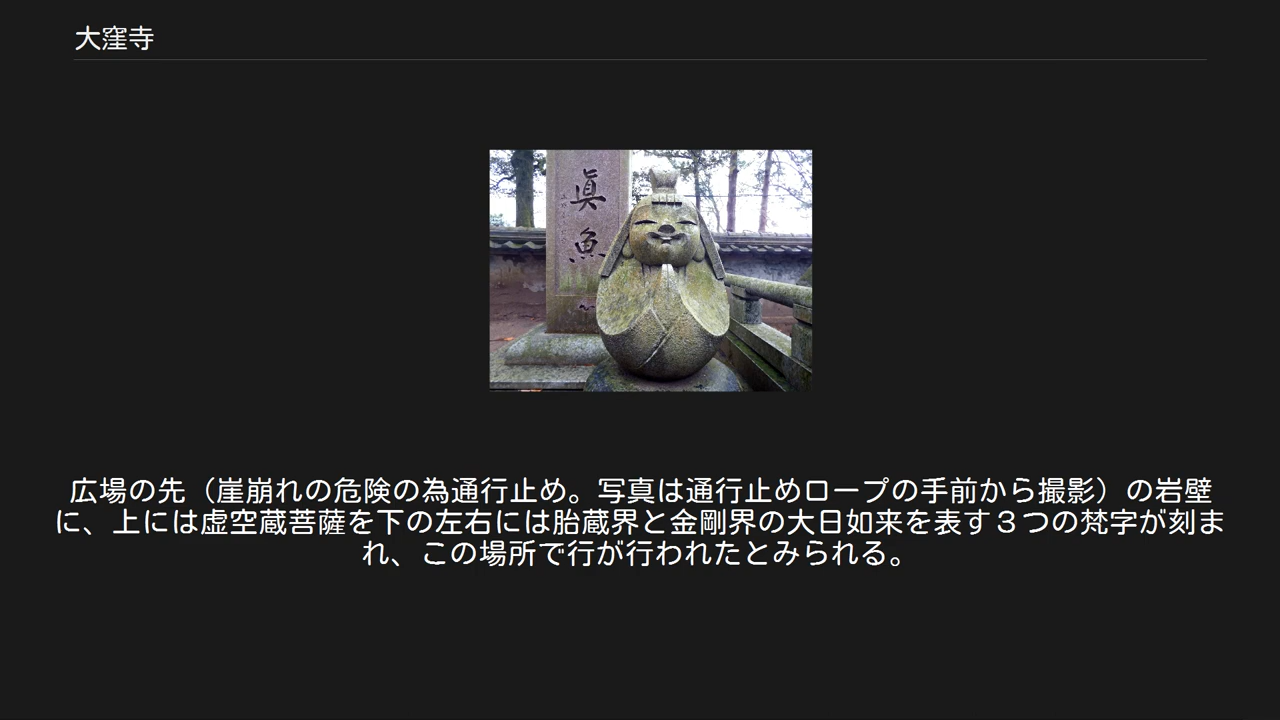 大窪寺
眞
魚
広場の先（崖崩れの危険の為通行止め。写真は通行止めロープの手前から撮影）の岩壁
に、上には虚空蔵菩薩を下の左右には胎蔵界と金剛界の大日如来を表す３つの梵字が刻ま
れ、この場所で行が行われたとみられる。